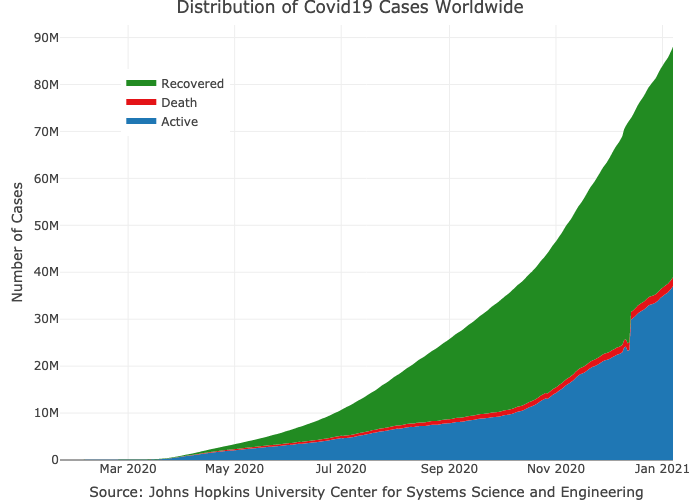 Distribution of Covid19 Cases Worldwide
90M
80M
70M
60M
50M
40M
30M
20M
10M
0
Number of Cases
Recovered
Death
Active
Mar 2020 May 2020 Jul 2020 Sep 2020 Nov 2020 Jan 2021
Source: Johns Hopkins University Center for Systems Science and Engineering